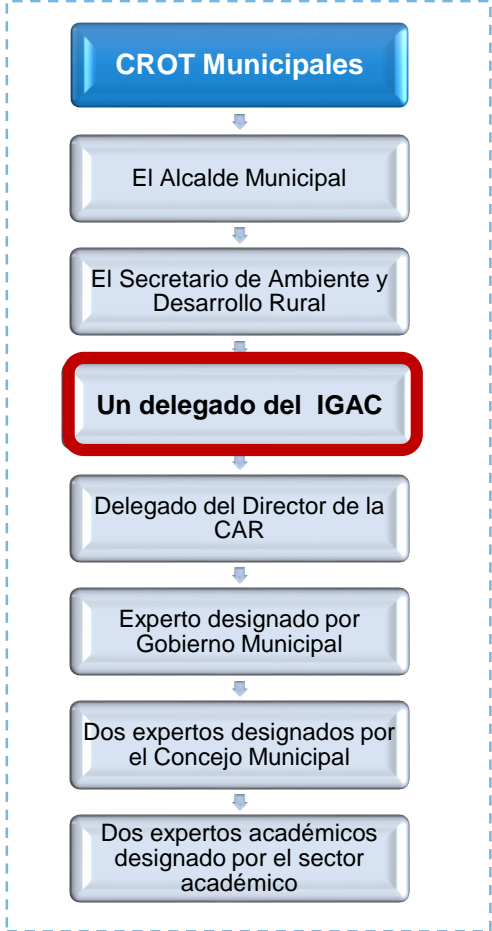 CROT Municipales
El Alcalde Municipal
El Secretario de Ambiente y
Desarrollo Rural
Un delegado del IGAC
Delegado del Director de la
CAR
Experto designado por
Gobierno Municipal
Dos expertos designados por
el Concejo Municipal
Dos expertos académicos
designado por el sector
académico